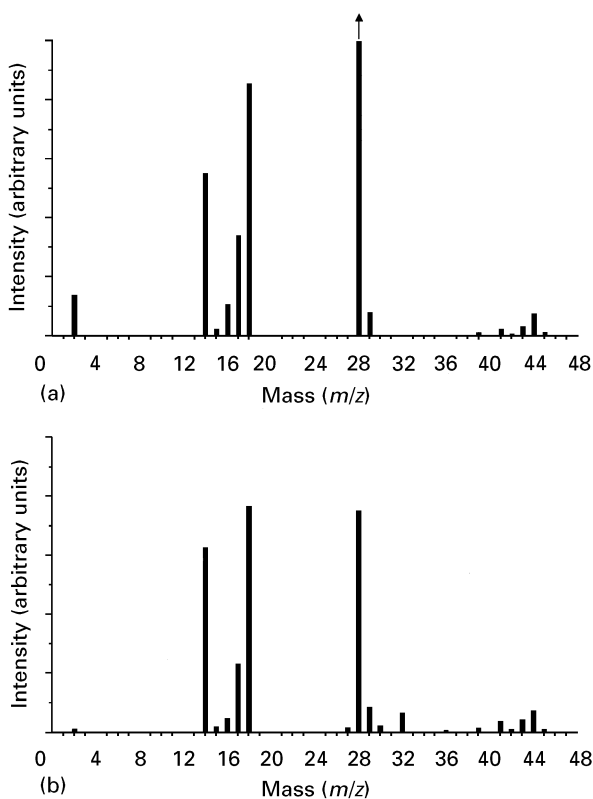 Intensity (arbitrary units)
0 4 8 12 16 20 24 28 32 36 40 44 48
(a) Mass (m/z)
Intensity (arbitrary units)
0 4 8 12 16 20 24 28 32 36 40 44 48
(b) Mass (m/z)